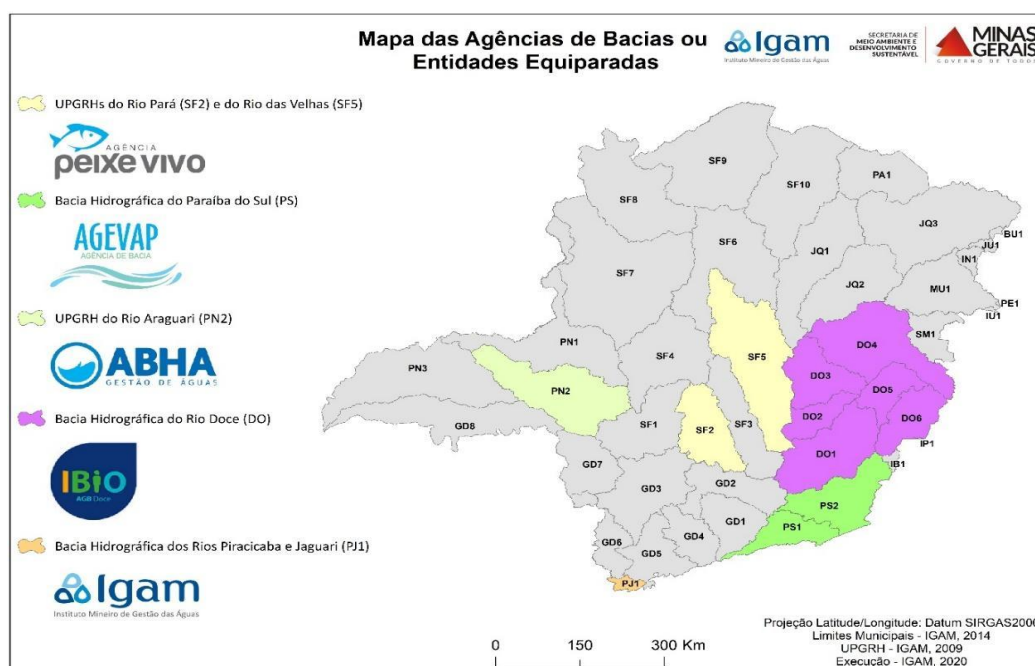 Mapa das Agências de Bacias ou
Entidades Equiparadas
Igam
Instituto Mineiro de Gestão das Águas
SECRETARIA DE
MEIO AMBIENTE E
DESENVOLVIMENTO
SUSTENTÁVEL
MINAS
GERAIS
GOVERNO DE TODOS
UPGRHs do Rio Pará (SF2) e do Rio das Velhas (SF5)
AGÊNCIA
peixe vivo
Bacia Hidrográfica do Paraíba do Sul (PS)
AGEVAP
AGÊNCIA DE BACIA
UPGRH do Rio Araguari (PN2)
ABHA
GESTÃO DE ÁGUAS
Bacia Hidrográfica do Rio Doce (DO)
IBiO
AGB Doce
Bacia Hidrográfica dos Rios Piracicaba e Jaguari (PJ1)
Igam
Instituto Mineiro de Gestão das Águas
SF9
PA1
SF10
SF8
JQ3
BU1
SF6
JQ1
JU1
IN1
SF7
JQ2
MU1
PE1
IU1
SM1
PN1
DO4
SF4
SF5
PN3
DO3
DO5
PN2
DO2
DO6
SF1
SF2
SF3
GD8
IP1
DO1
IB1
GD7
GD2
GD3
PS2
GD1
PS1
GD6
GD4
GD5
PJ1
0 150 300 Km
Projeção Latitude/Longitude: Datum SIRGAS2000
Limites Municipais - IGAM, 2014
UPGRH - IGAM, 2009
Execução - IGAM, 2020